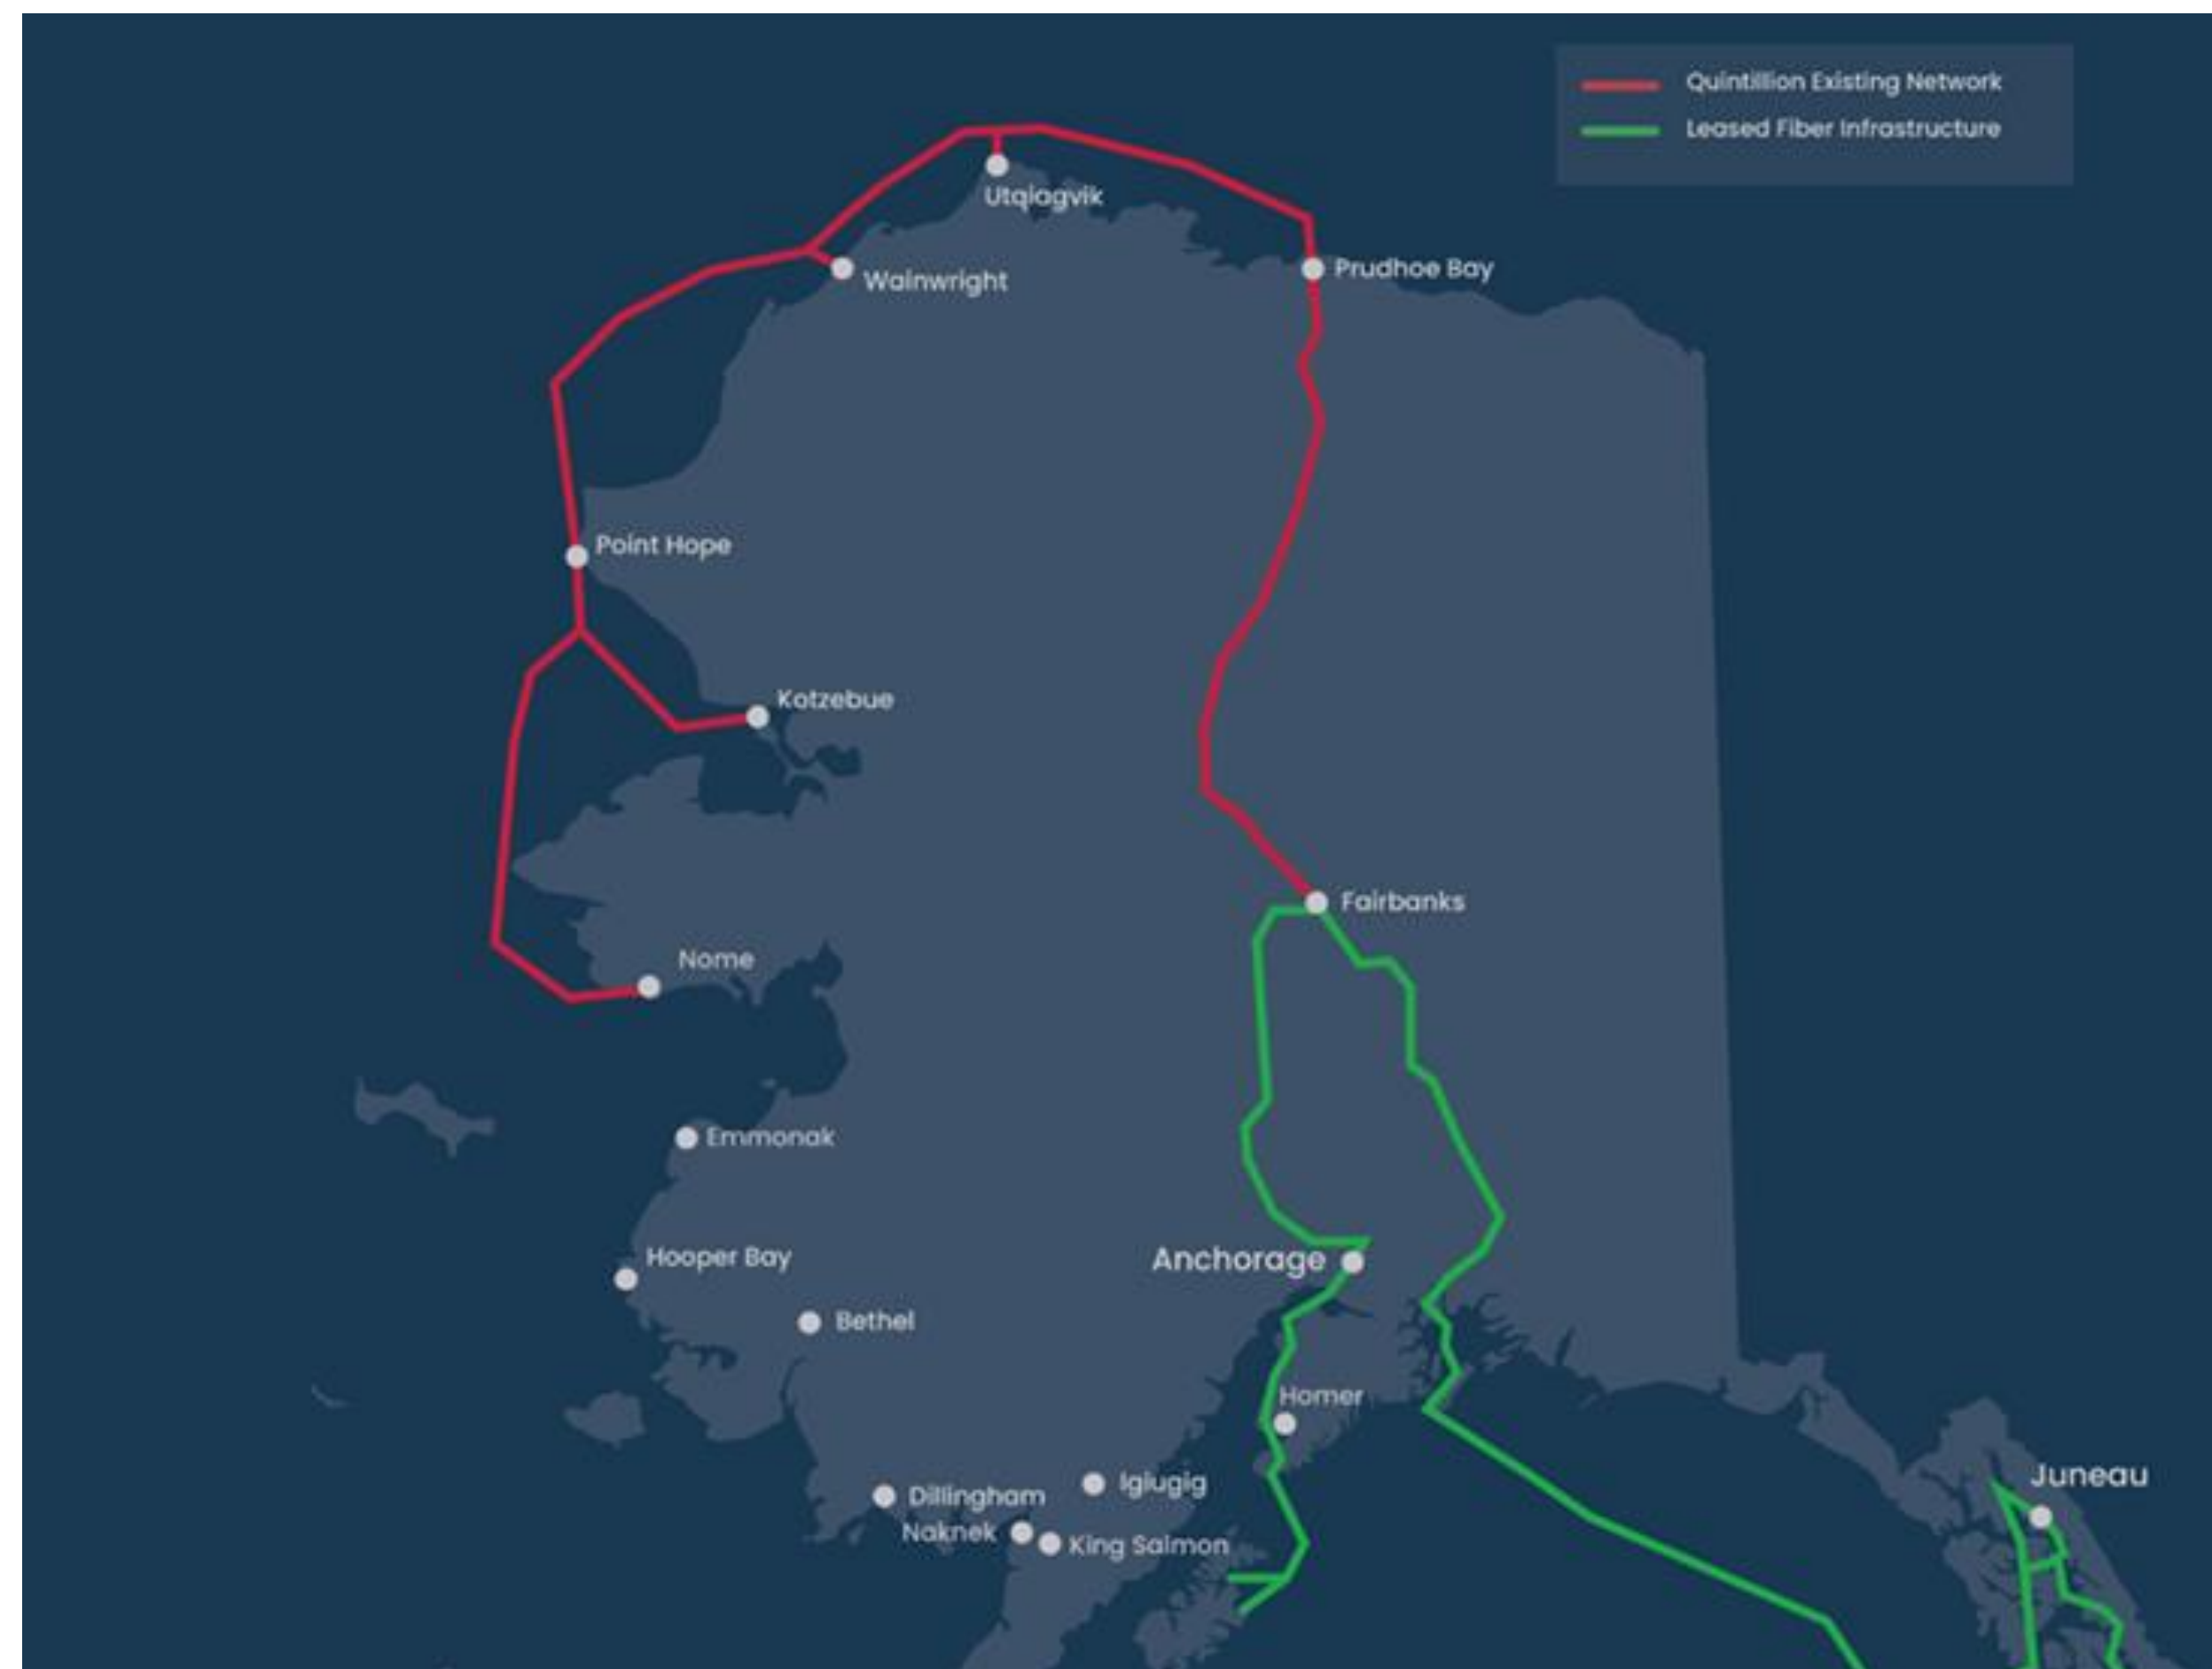 Quintillion Existing Network
Leased Fiber Infrastructure
Utqiagvik
Wainwright
Prudhoe Bay
Point Hope
Kotzebue
Fairbanks
Nome
Emmonak
Hooper Bay
Anchorage
Bethel
Homer
Juneau
Igiugig
Dillingham
Naknek
King Salmon